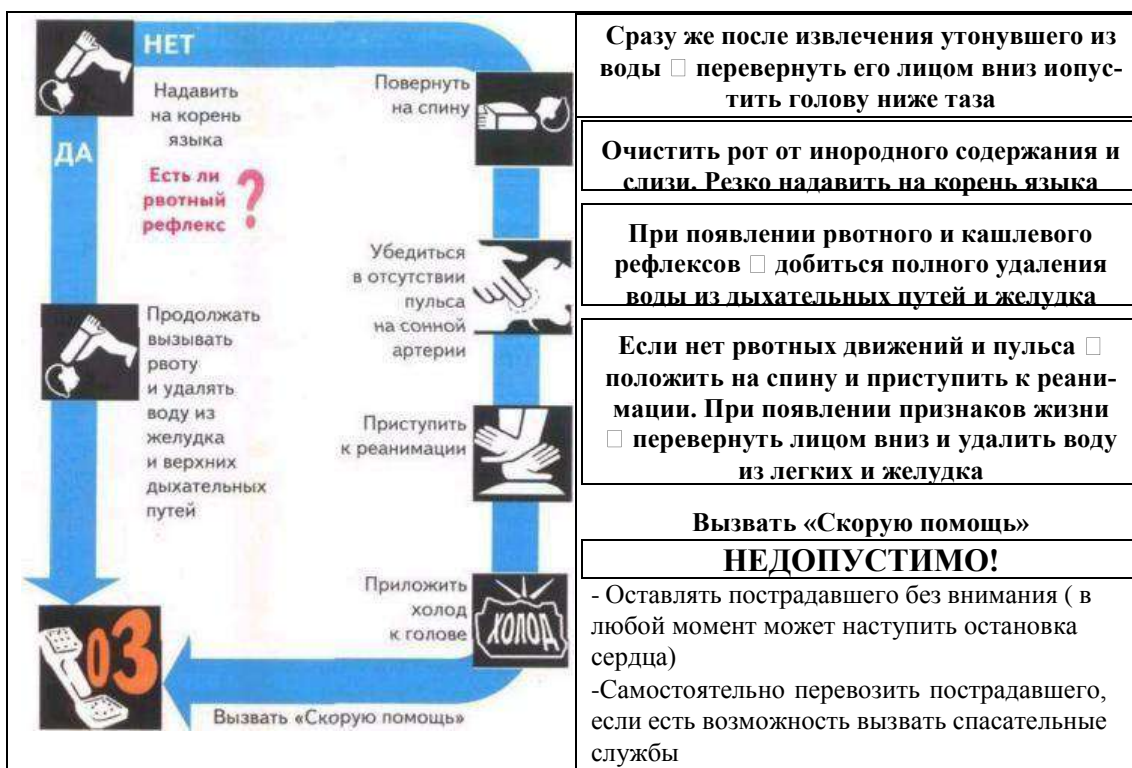 НЕТ
Надавить
на корень
языка
ДА
Есть ли
рвотный
рефлекс ?
Продолжать
вызывать
рвоту
и удалять
воду из
желудка
и верхних
дыхательных
путей
03
Повернуть
на спину
Убедиться
в отсутствии
пульса
на сонной
артерии
Приступить
к реанимации
Приложить
холод
к голове
ХОЛОД
Вызвать «Скорую помощь»
Сразу же после извлечения утонувшего из
воды □ перевернуть его лицом вниз иопус-
тить голову ниже таза
Очистить рот от инородного содержания и
слизи. Резко надавить на корень языка
При появлении рвотного и кашлевого
рефлексов □ добиться полного удаления
воды из дыхательных путей и желудка
Если нет рвотных движений и пульса □
положить на спину и приступить к реани-
мации. При появлении признаков жизни
□ перевернуть лицом вниз и удалить воду
из легких и желудка
Вызвать «Скорую помощь»
НЕДОПУСТИМО!
- Оставлять пострадавшего без внимания ( в
любой момент может наступить остановка
сердца)
-Самостоятельно перевозить пострадавшего,
если есть возможность вызвать спасательные
службы